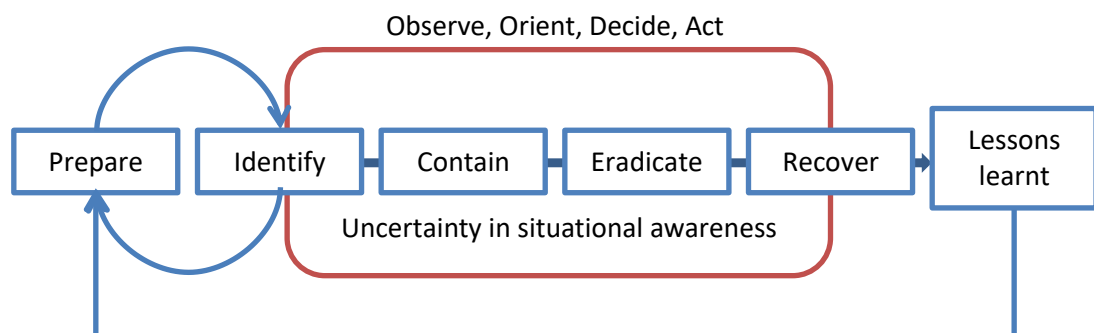 Observe, Orient, Decide, Act
Prepare
Identify
Contain
Eradicate
Recover
Lessons
learnt
Uncertainty in situational awareness